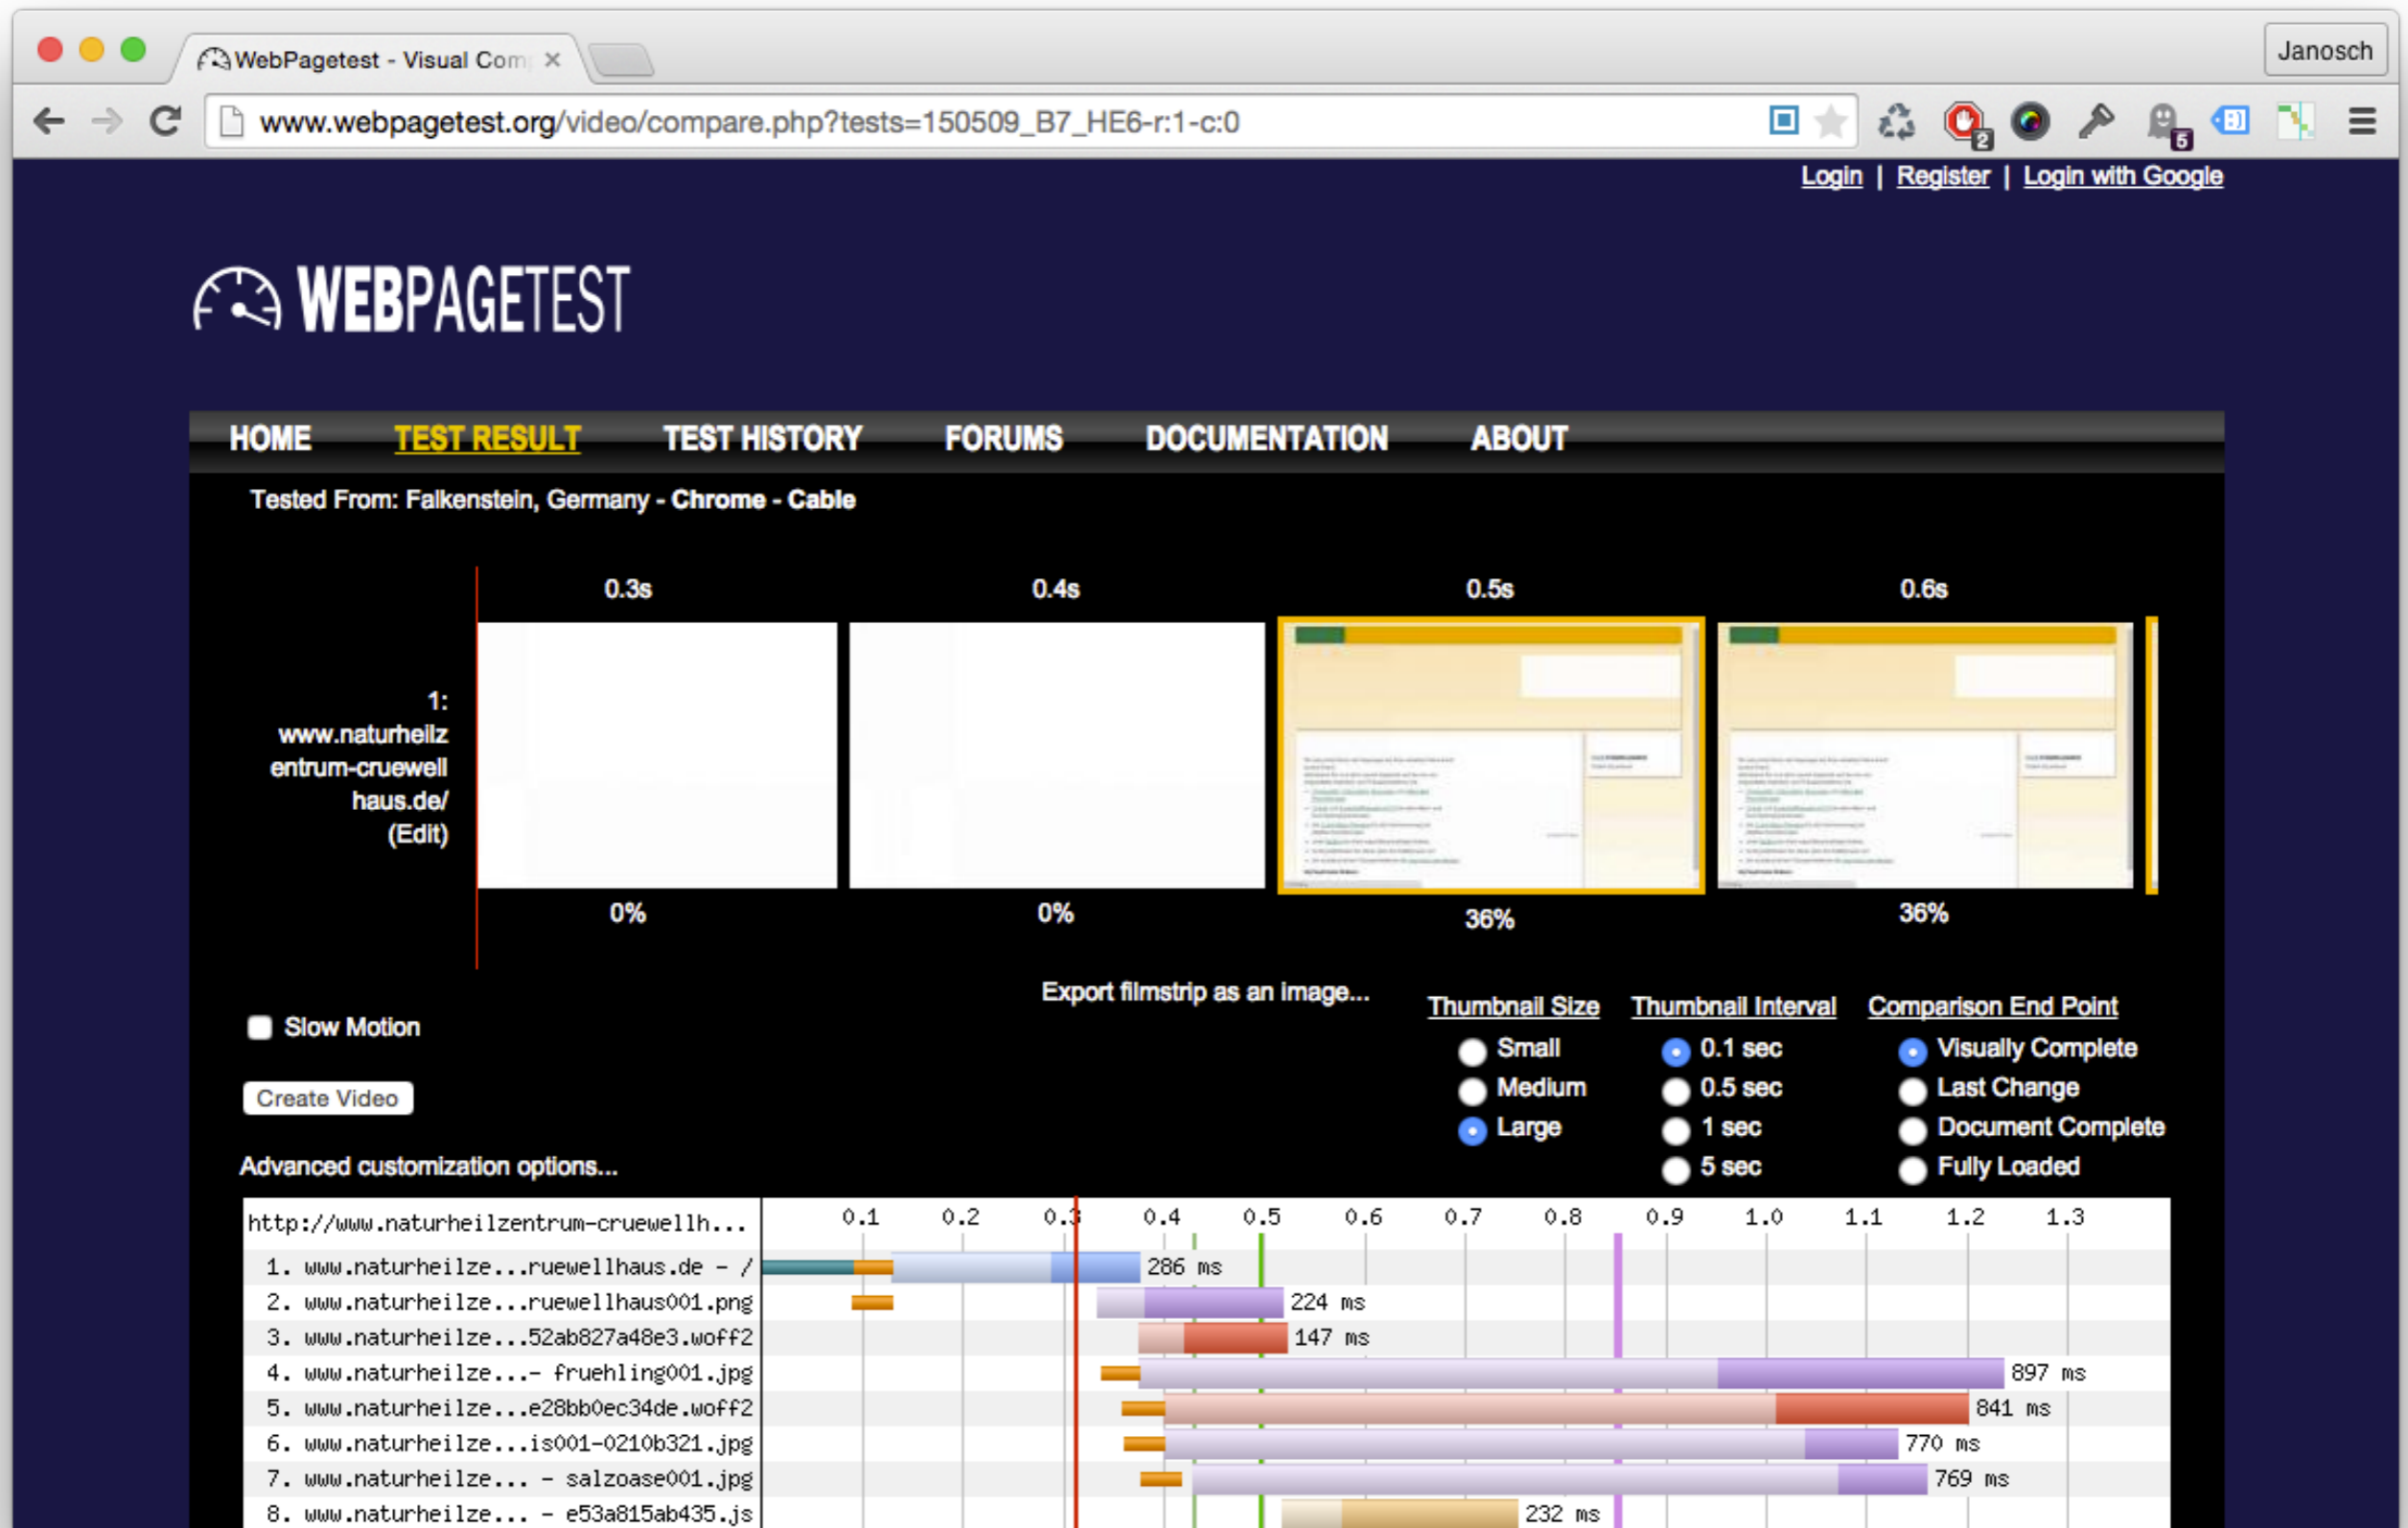 WebPagetest - Visual Com
Janosch
www.webpagetest.org/video/compare.php?tests=150509_B7_HE6-r:1-c:0
2
5
Login | Register | Login with Google
WEBPAGETEST
HOME TEST RESULT TEST HISTORY FORUMS DOCUMENTATION ABOUT
Tested From: Falkenstein, Germany - Chrome - Cable
0.3s 0.4s 0.5s 0.6s
1:
www.naturheilz
entrum-cruewell
haus.de/
(Edit)
0% 0% 36% 36%
Export filmstrip as an image...
Slow Motion
Create Video
Advanced customization options...
Thumbnail Size
Small
Medium
Large
Thumbnail Interval
0.1 sec
0.5 sec
1 sec
5 sec
Comparison End Point
Visually Complete
Last Change
Document Complete
Fully Loaded
http://www.naturheilzentrum-cruewellh... 0.1 0.2 0.3 0.4 0.5 0.6 0.7 0.8 0.9 1.0 1.1 1.2 1.3
1. www.naturheilze...ruewellhaus.de - / 286 ms
2. www.naturheilze...ruewellhaus001.png 224 ms
3. www.naturheilze...52ab827a48e3.woff2 147 ms
4. www.naturheilze...- fruehling001.jpg 897 ms
5. www.naturheilze...e28bb0ec34de.woff2 841 ms
6. www.naturheilze...is001-0210b321.jpg 770 ms
7. www.naturheilze... - salzoase001.jpg 769 ms
8. www.naturheilze... - e53a815ab435.js 232 ms